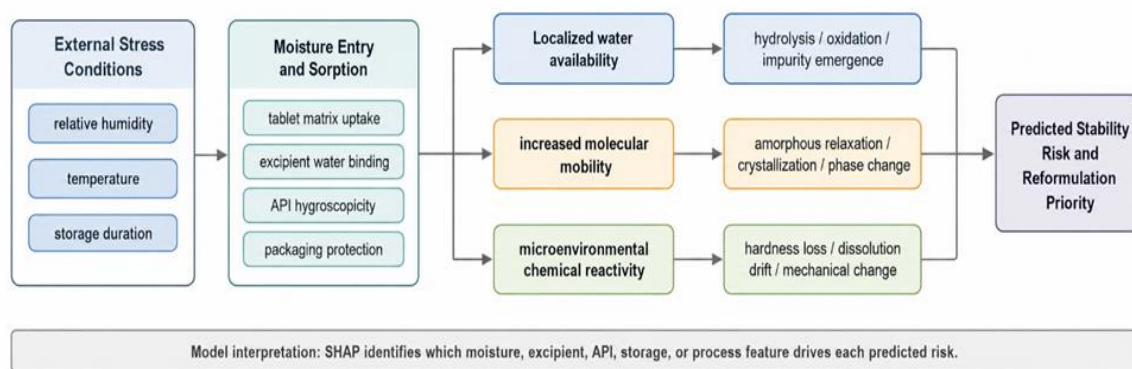 External Stress
Conditions
relative humidity
temperature
storage duration
Moisture Entry
and Sorption
tablet matrix uptake
excipient water binding
API hygroscopicity
packaging protection
Localized water
availability
hydrolysis / oxidation /
impurity emergence
increased molecular
mobility
amorphous relaxation /
crystallization / phase change
microenvironmental
chemical reactivity
hardness loss / dissolution
drift / mechanical change
Predicted Stability
Risk and
Reformulation
Priority
Model interpretation: SHAP identifies which moisture, excipient, API, storage, or process feature drives each predicted risk.